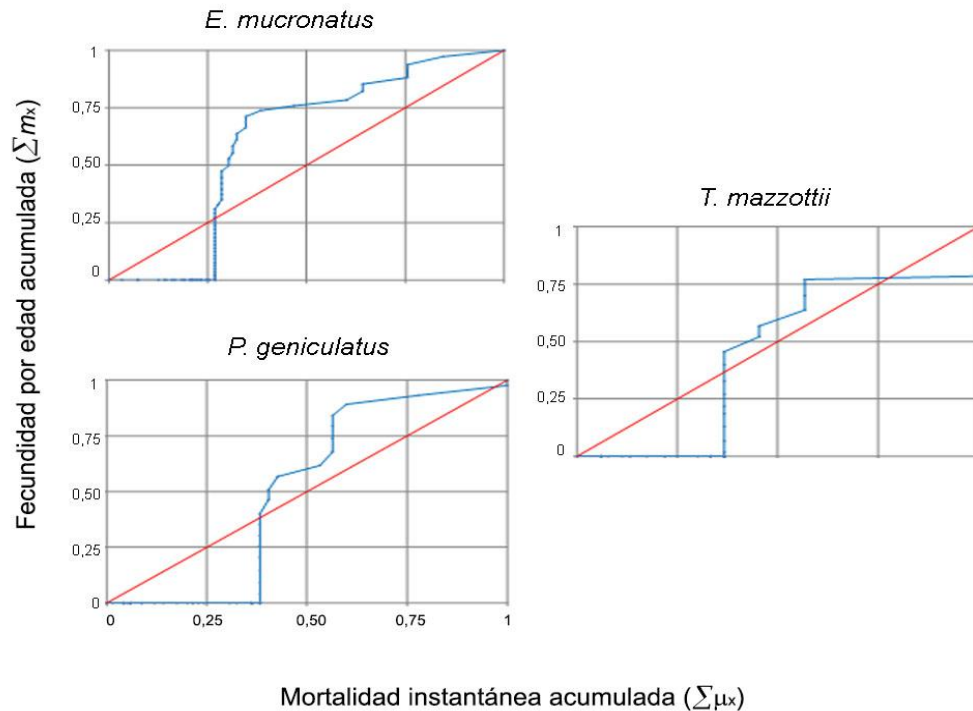 E. mucronatus
1
0,75
0,50
0,25
0
T. mazzottii
1
0,75
0,50
0,25
0
P. geniculatus
1
0,75
0,50
0,25
0
0 0,25 0,50 0,75 1
Fecundidad por edad acumulada (∑mx)
Mortalidad instantánea acumulada (∑μx)